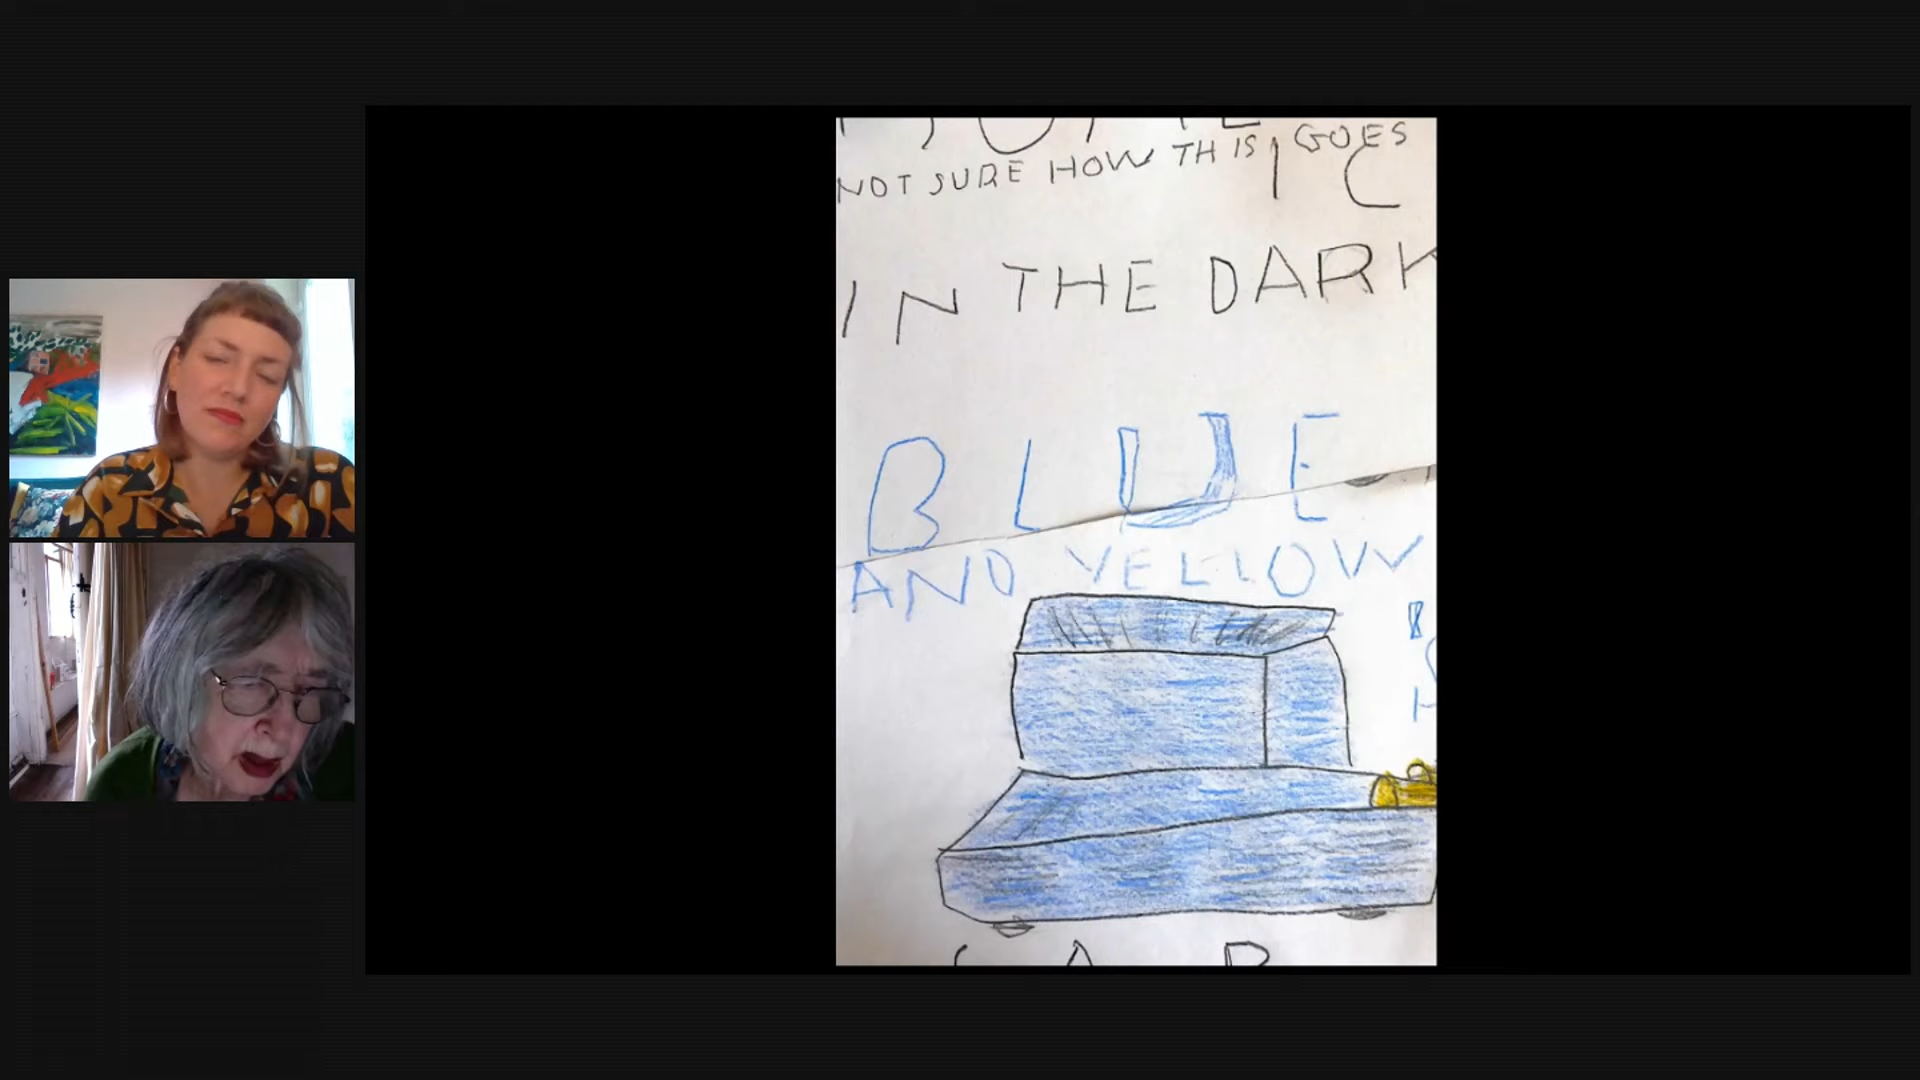 NOT SURE HOW THIS GOES
IN THE DARK
BLUE
AND YELLOW